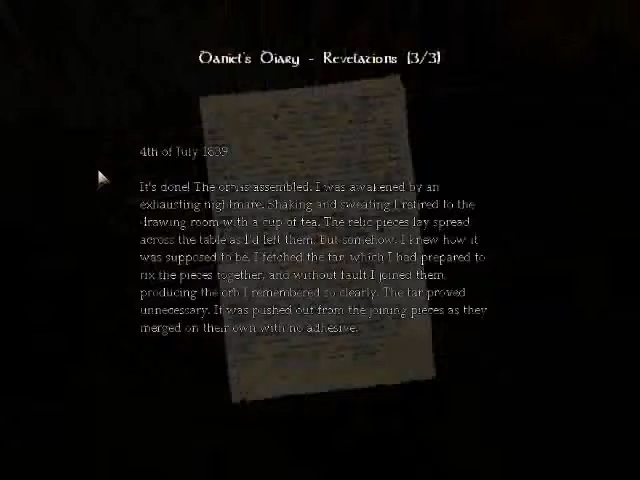 Daniel's Diary - Revelations (3/3)
4th of July 1839
It's done! The orb is assembled. I was awakened by an
exhausting nightmare. Shaking and sweating I retired to the
drawing room with a cup of tea. The relic pieces lay spread
across the table as I'd left them. But somehow, I knew how it
was supposed to be. I fetched the tar, which I had prepared to
fix the pieces together, and without fault I joined them,
producing the orb I remembered so clearly. The tar proved
unnecessary. It was pushed out from the joining pieces as they
merged on their own with no adhesive.